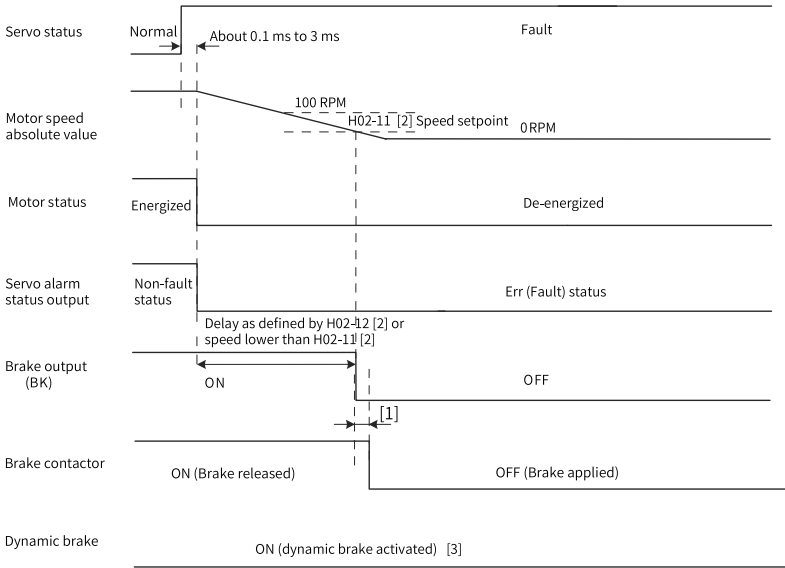 Servo status
Normal
About 0.1 ms to 3 ms
Fault
Motor speed
absolute value
100 RPM
H02-11 [2] Speed setpoint
0RPM
Motor status
Energized
De-energized
Servo alarm
status output
Non-fault
status
Err (Fault) status
Delay as defined by H02-12 [2] or
speed lower than H02-11 [2]
Brake output
(BK)
ON
OFF
[1]
Brake contactor
ON (Brake released)
OFF (Brake applied)
Dynamic brake
ON (dynamic brake activated) [3]